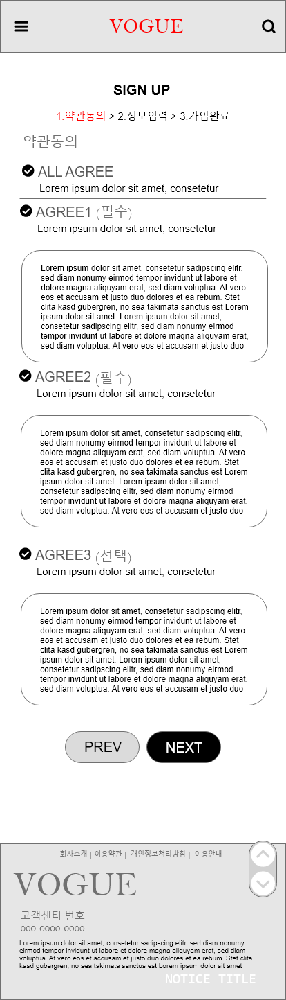 VOGUE
SIGN UP
1.약관동의 > 2.정보입력 > 3.가입완료
약관동의
ALL AGREE
Lorem ipsum dolor sit amet, consetetur
AGREE1 (필수)
Lorem ipsum dolor sit amet, consetetur
Lorem ipsum dolor sit amet, consetetur sadipscing elitr,
sed diam nonumy eirmod tempor invidunt ut labore et
dolore magna aliquyam erat, sed diam voluptua. At vero
eos et accusam et justo duo dolores et ea rebum. Stet
clita kasd gubergren, no sea takimata sanctus est Lorem
ipsum dolor sit amet. Lorem ipsum dolor sit amet,
consetetur sadipscing elitr, sed diam nonumy eirmod
tempor invidunt ut labore et dolore magna aliquyam erat,
sed diam voluptua. At vero eos et accusam et justo duo
AGREE2 (필수)
Lorem ipsum dolor sit amet, consetetur
Lorem ipsum dolor sit amet, consetetur sadipscing elitr,
sed diam nonumy eirmod tempor invidunt ut labore et
dolore magna aliquyam erat, sed diam voluptua. At vero
eos et accusam et justo duo dolores et ea rebum. Stet
clita kasd gubergren, no sea takimata sanctus est Lorem
ipsum dolor sit amet. Lorem ipsum dolor sit amet,
consetetur sadipscing elitr, sed diam nonumy eirmod
tempor invidunt ut labore et dolore magna aliquyam erat,
sed diam voluptua. At vero eos et accusam et justo duo
AGREE3 (선택)
Lorem ipsum dolor sit amet, consetetur
Lorem ipsum dolor sit amet, consetetur sadipscing elitr,
sed diam nonumy eirmod tempor invidunt ut labore et
dolore magna aliquyam erat, sed diam voluptua. At vero
eos et accusam et justo duo dolores et ea rebum. Stet
clita kasd gubergren, no sea takimata sanctus est Lorem
ipsum dolor sit amet. Lorem ipsum dolor sit amet,
consetetur sadipscing elitr, sed diam nonumy eirmod
tempor invidunt ut labore et dolore magna aliquyam erat,
sed diam voluptua. At vero eos et accusam et justo duo
PREV NEXT
회사소개 | 이용약관 | 개인정보처리방침 | 이용안내
VOGUE
고객센터 번호
000-0000-0000
Lorem ipsum dolor sit amet, consetetur sadipscing elitr, sed diam nonumy
eirmod tempor invidunt ut labore et dolore magna aliquyam erat, sed diam
voluptua. At vero eos et accusam et justo duo dolores et ea rebum. Stet clita
kasd gubergren, no sea takimata sanctus est Lorem ipsum dolor sit amet
NOTICE TITLE